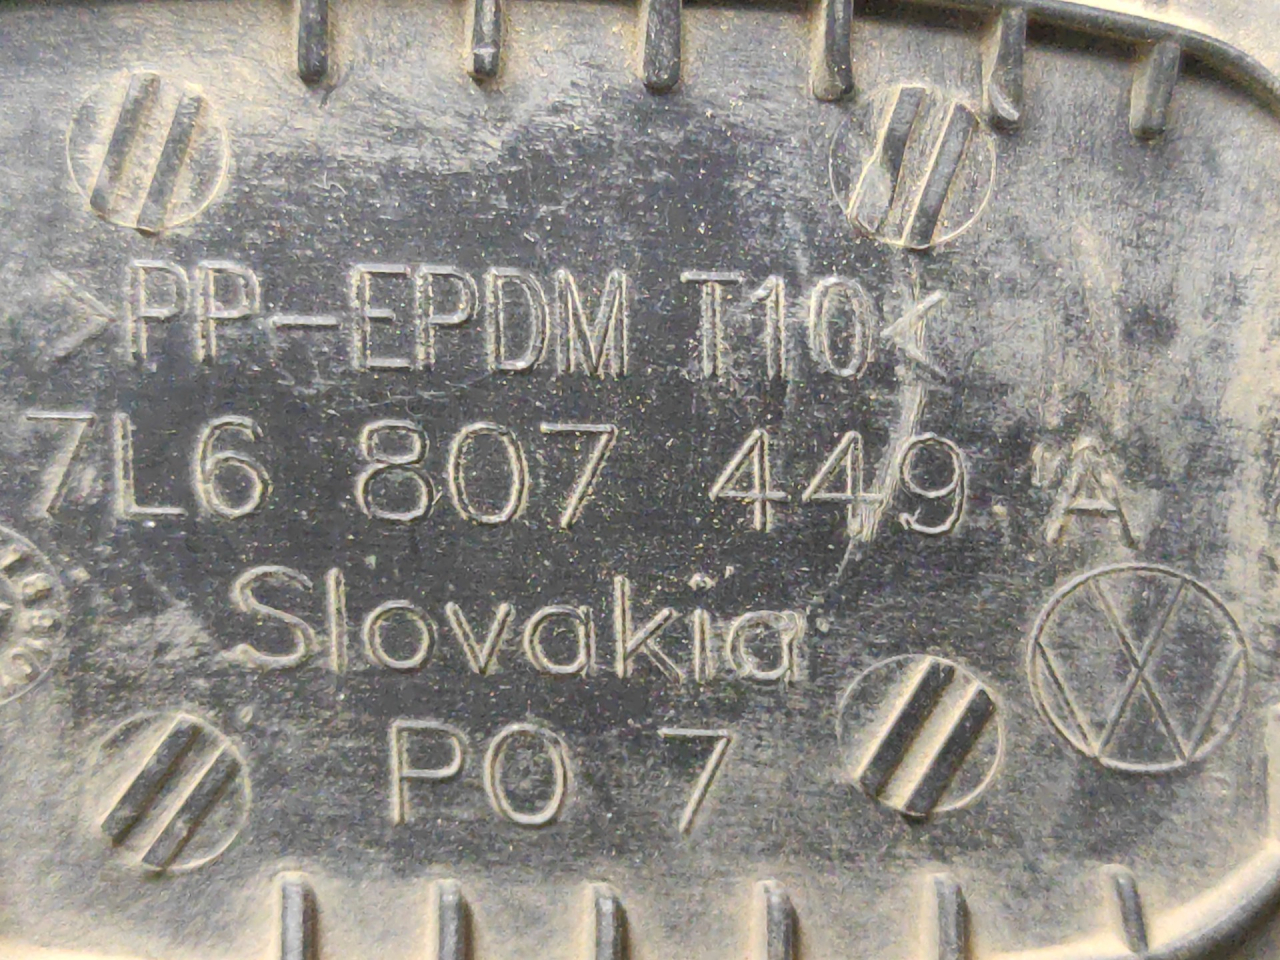 >PP-EPDM T10<
7L6 807 449 A
Slovakia
PO 7